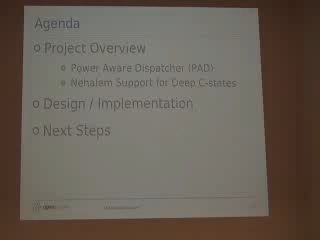 Agenda
Project Overview
Power Aware Dispatcher (PAD)
Nehalem Support for Deep C-states
Design / Implementation
Next Steps